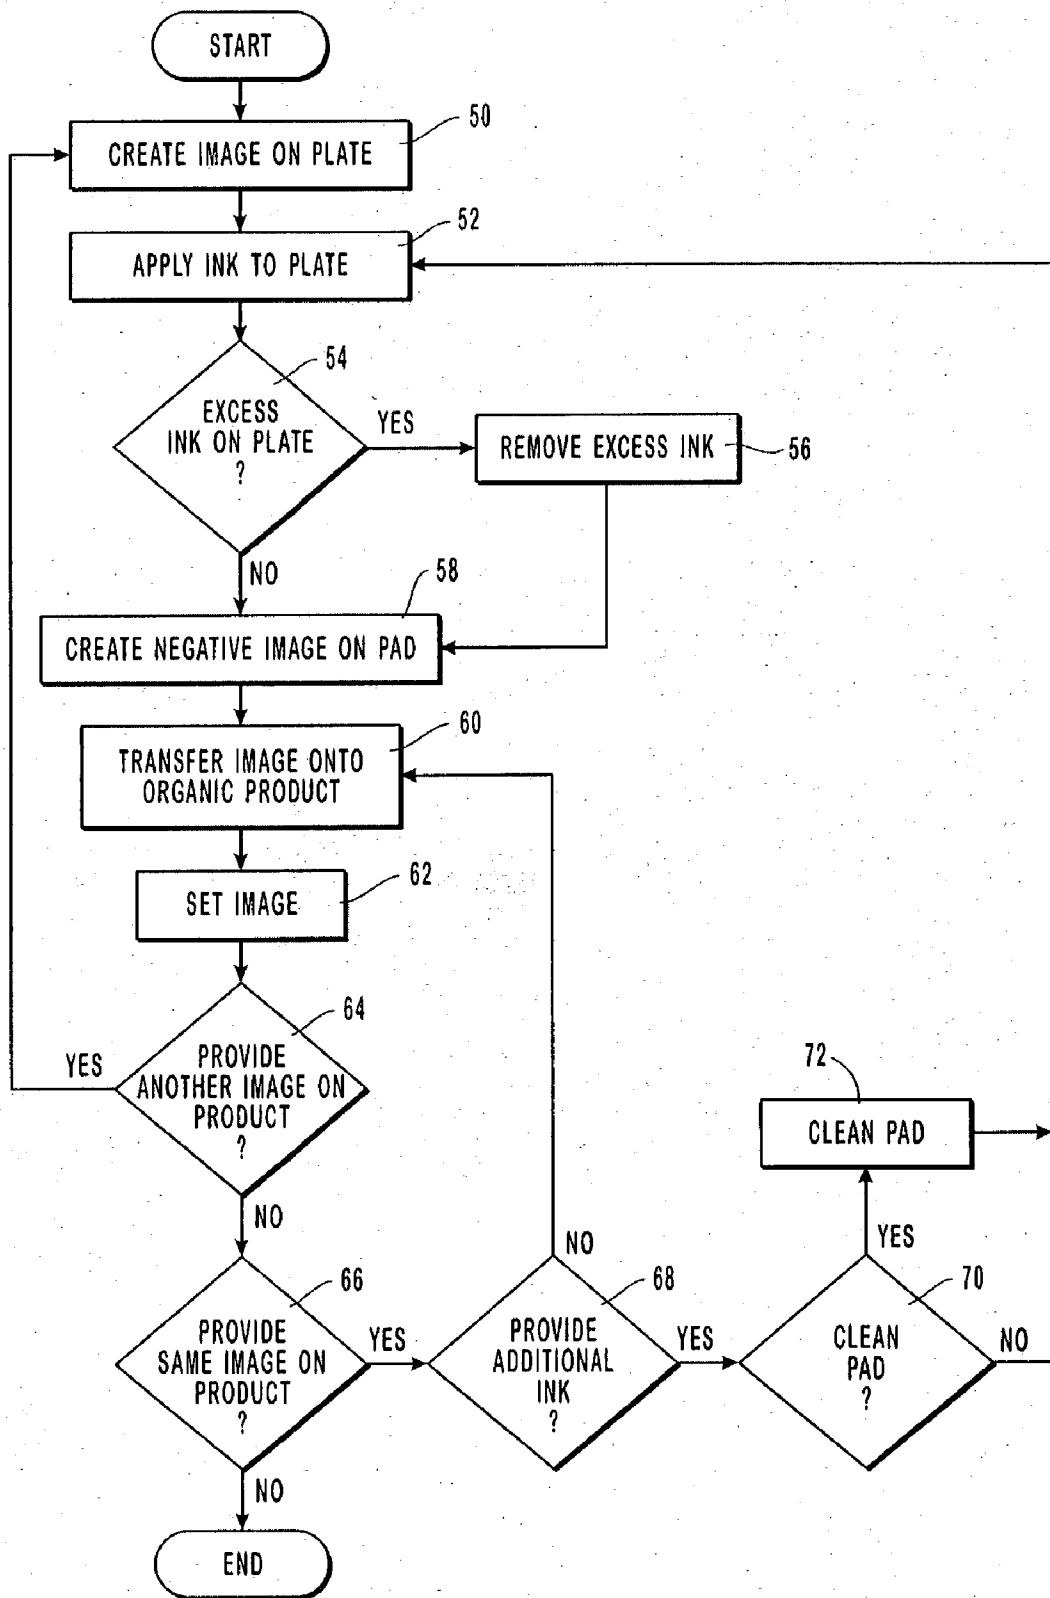 START
50
CREATE IMAGE ON PLATE
52
APPLY INK TO PLATE
54
EXCESS
INK ON PLATE
?
YES
REMOVE EXCESS INK
56
NO
58
CREATE NEGATIVE IMAGE ON PAD
60
TRANSFER IMAGE ONTO
ORGANIC PRODUCT
62
SET IMAGE
64
YES
PROVIDE
ANOTHER IMAGE ON
PRODUCT
?
72
CLEAN PAD
NO
NO
YES
66
PROVIDE
SAME IMAGE ON
PRODUCT
?
YES
68
PROVIDE
ADDITIONAL
INK
?
YES
70
CLEAN
PAD
?
NO
NO
END